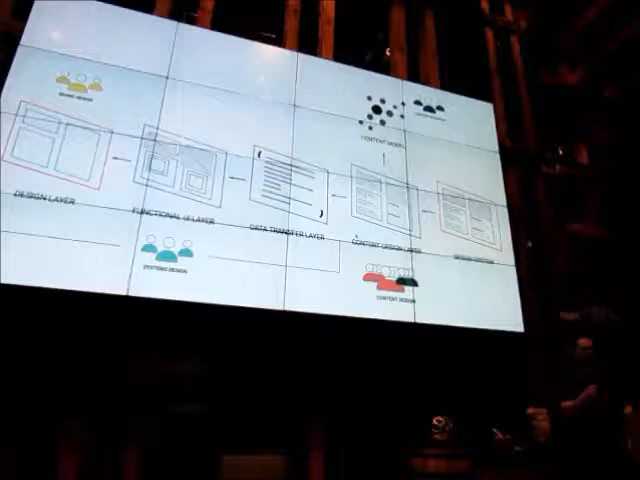 CONTENT MODEL
DESIGN LAYER
FUNCTIONAL UI LAYER
DATA TRANSFER LAYER
CONTENT DESIGN LAYER
SYSTEMS DESIGN
CONTENT DESIGN